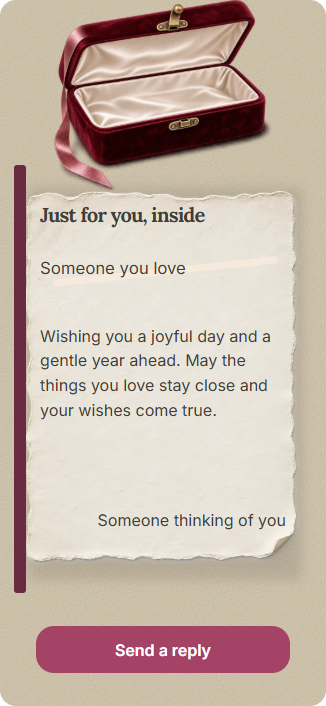 Just for you, inside
Someone you love
Wishing you a joyful day and a
gentle year ahead. May the
things you love stay close and
your wishes come true.
Someone thinking of you
Send a reply